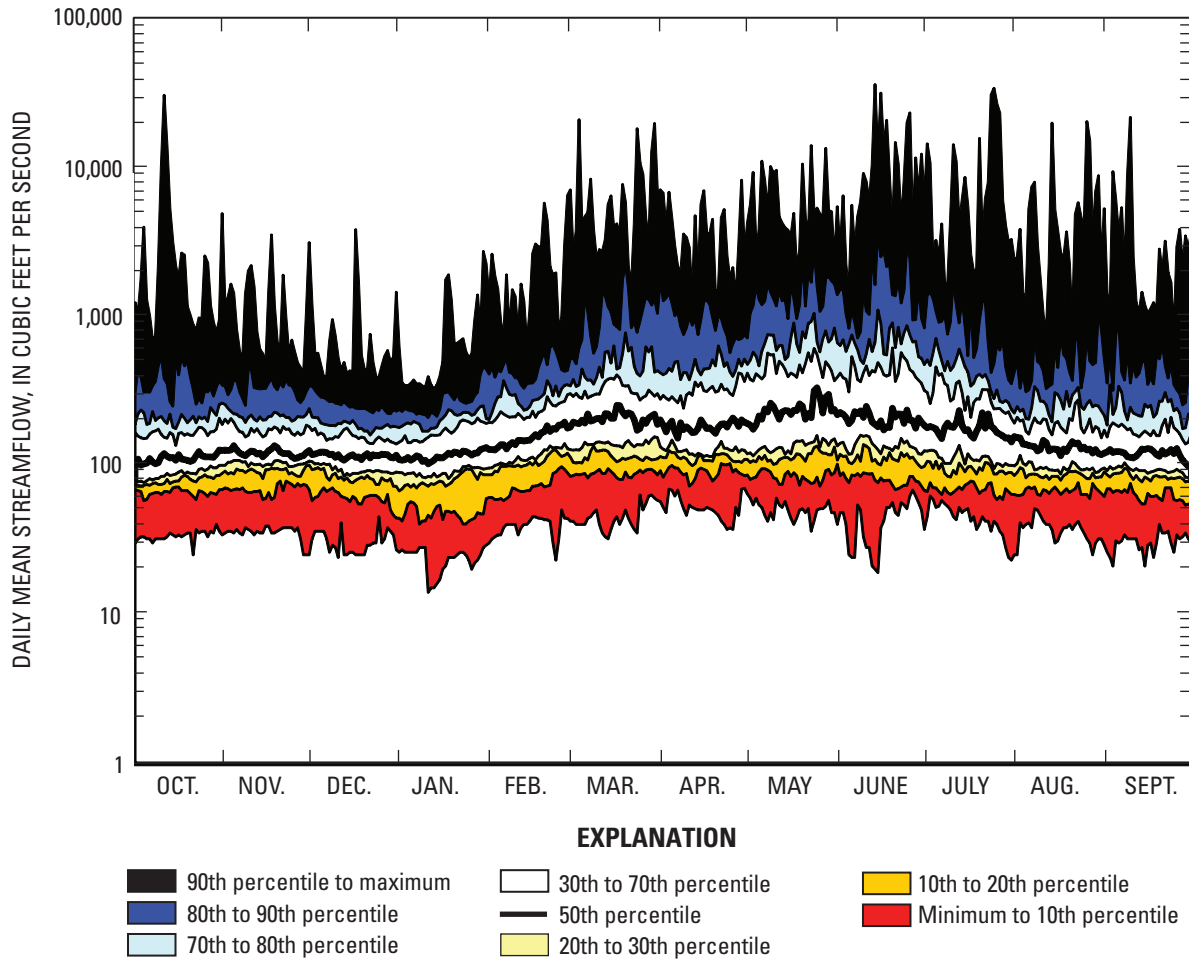 DAILY MEAN STREAMFLOW, IN CUBIC FEET PER SECOND
100,000
10,000
1,000
100
10
1
OCT. NOV. DEC. JAN. FEB. MAR. APR. MAY JUNE JULY AUG. SEPT.
EXPLANATION
90th percentile to maximum
80th to 90th percentile
70th to 80th percentile
30th to 70th percentile
50th percentile
20th to 30th percentile
10th to 20th percentile
Minimum to 10th percentile